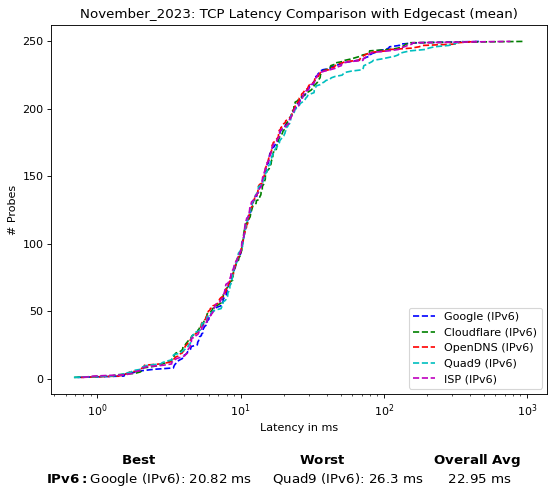 November_2023: TCP Latency Comparison with Edgecast (mean)
250
200
150
100
50
0
# Probes
10⁰ 10¹ 10² 10³
Latency in ms
Google (IPv6)
Cloudflare (IPv6)
OpenDNS (IPv6)
Quad9 (IPv6)
ISP (IPv6)
Best Worst Overall Avg
IPv6: Google (IPv6): 20.82 ms Quad9 (IPv6): 26.3 ms 22.95 ms